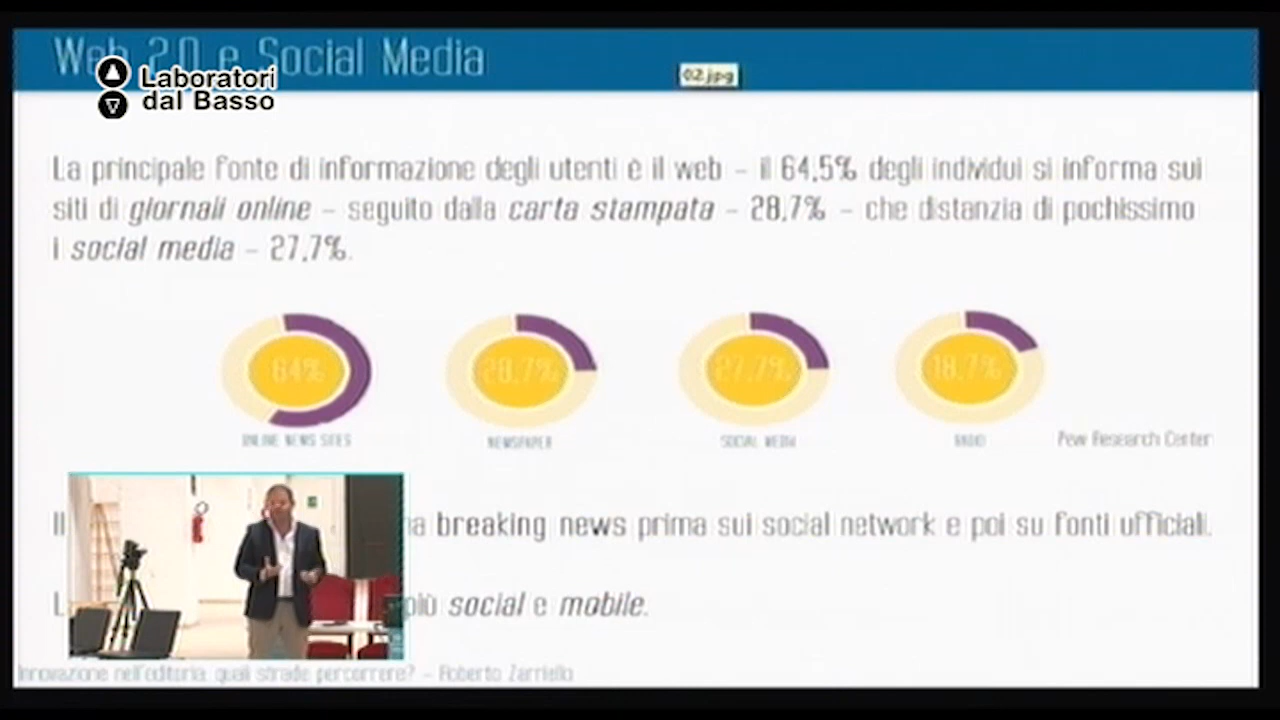 Web 2.0 e Social Media
02.jpg
Laboratori
dal Basso
La principale fonte di informazione degli utenti è il web - il 64,5% degli individui si informa sui
siti di giornali online - seguito dalla carta stampata - 28,7% - che distanzia di pochissimo
i social media - 27,7%.
64% 28,7% 27,7% 18,7%
ONLINE NEWS SITES NEWSPAPER SOCIAL MEDIA RADIO Pew Research Center
Il breaking news prima sui social network e poi su fonti ufficiali.
più social e mobile.
Innovazione nell'editoria: quali strade percorrere? - Roberto Zarriello